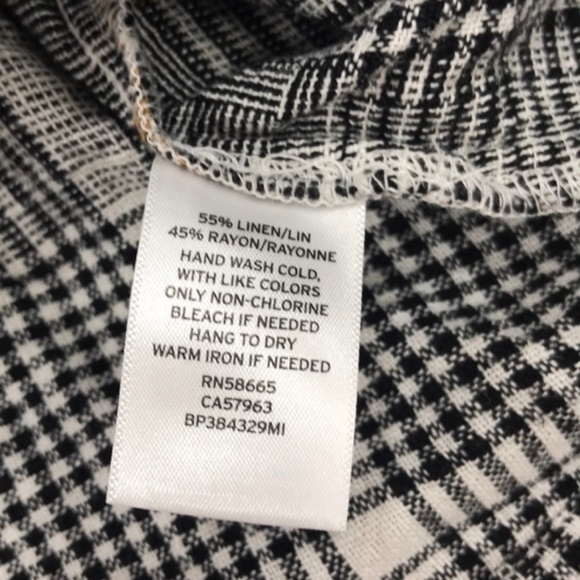 55% LINEN/LIN
45% RAYON/RAYONNE
HAND WASH COLD,
WITH LIKE COLORS
ONLY NON-CHLORINE
BLEACH IF NEEDED
HANG TO DRY
WARM IRON IF NEEDED
RN58665
CA57963
BP384329MI